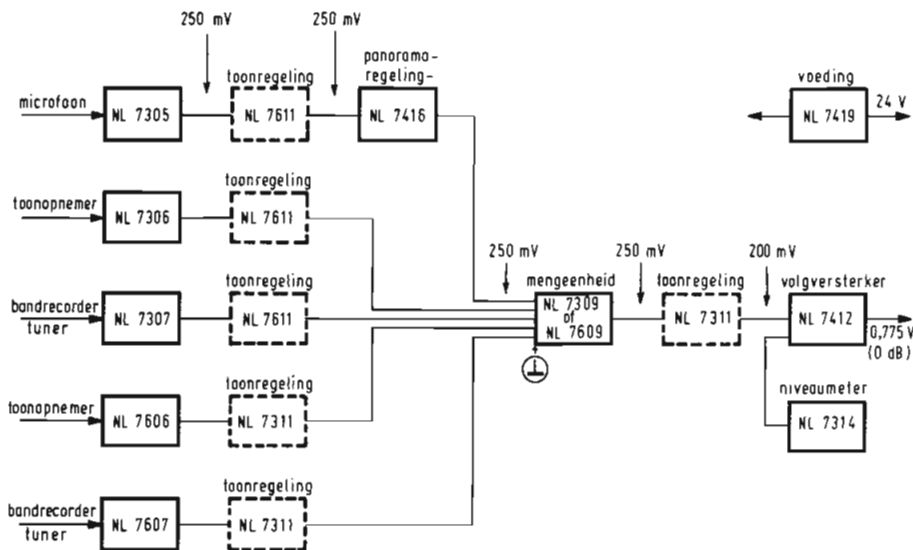 250 mV
250 mV
panorama-
regeling-
toonregeling
voeding
microfoon
NL 7305
NL 7611
NL 7416
NL 7419
24 V
toonregeling
toonopnemer
NL 7306
NL 7611
250 mV
250 mV
200 mV
toonregeling
mengeenheid
toonregeling
volgversterker
bandrecorder
tuner
NL 7307
NL 7611
NL 7309
of
NL 7609
NL 7311
NL 7412
0,775 V
(0 dB)
toonregeling
niveaumeter
toonopnemer
NL 7606
NL 7311
NL 7314
toonregeling
bandrecorder
tuner
NL 7607
NL 7311